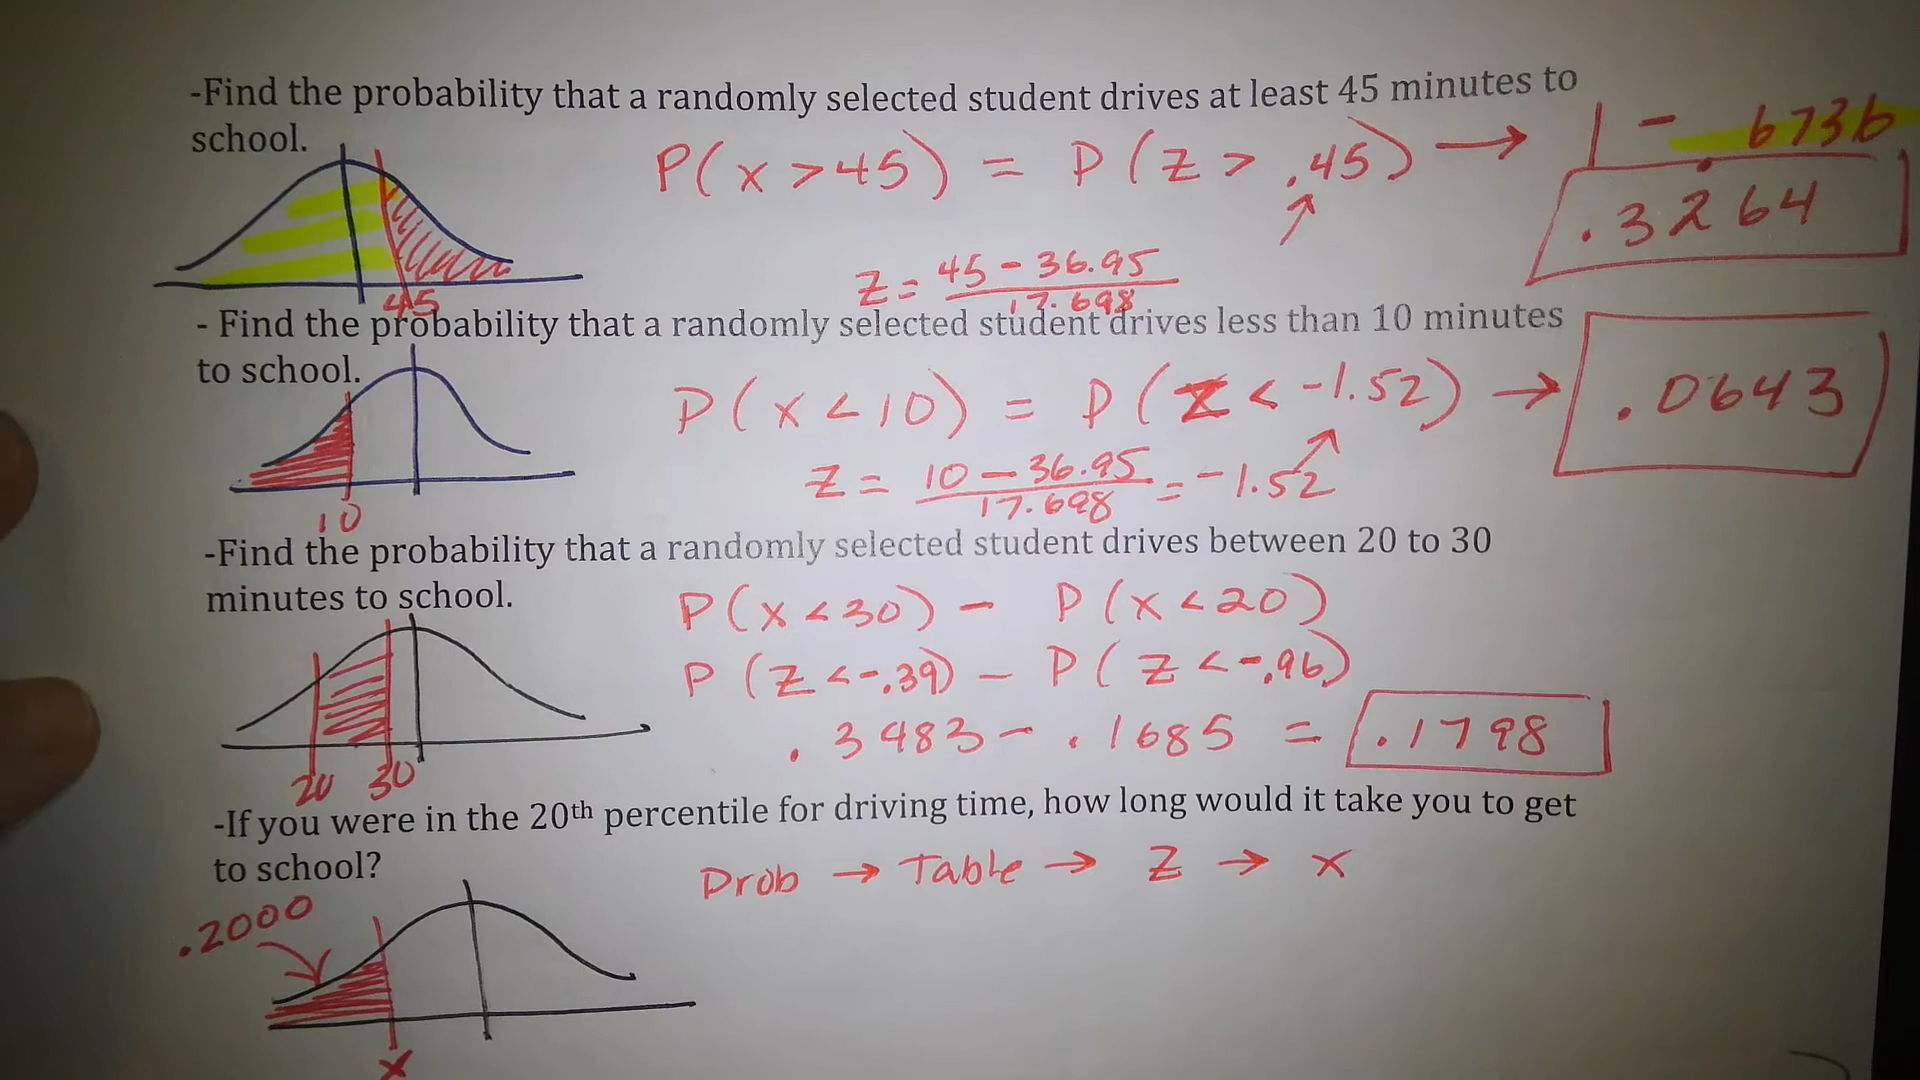 -Find the probability that a randomly selected student drives at least 45 minutes to
school.
P(x > 45) = P(Z > .45) → 1 - .6736
.3264
Z = 45 - 36.95
17.698
45
- Find the probability that a randomly selected student drives less than 10 minutes
to school.
P(x < 10) = P(Z < -1.52) → .0643
Z = 10 - 36.95 = -1.52
17.698
10
-Find the probability that a randomly selected student drives between 20 to 30
minutes to school.
P(x < 30) - P(x < 20)
P(Z < -.39) - P(Z < -.96)
.3483 - .1685 = .1798
20 30
-If you were in the 20th percentile for driving time, how long would it take you to get
to school?
Prob → Table → Z → x
.2000
x